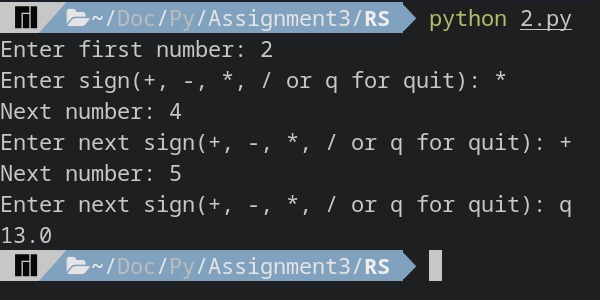 ~/Doc/Py/Assignment3/RS python 2.py
Enter first number: 2
Enter sign(+, -, *, / or q for quit): *
Next number: 4
Enter next sign(+, -, *, / or q for quit): +
Next number: 5
Enter next sign(+, -, *, / or q for quit): q
13.0
~/Doc/Py/Assignment3/RS